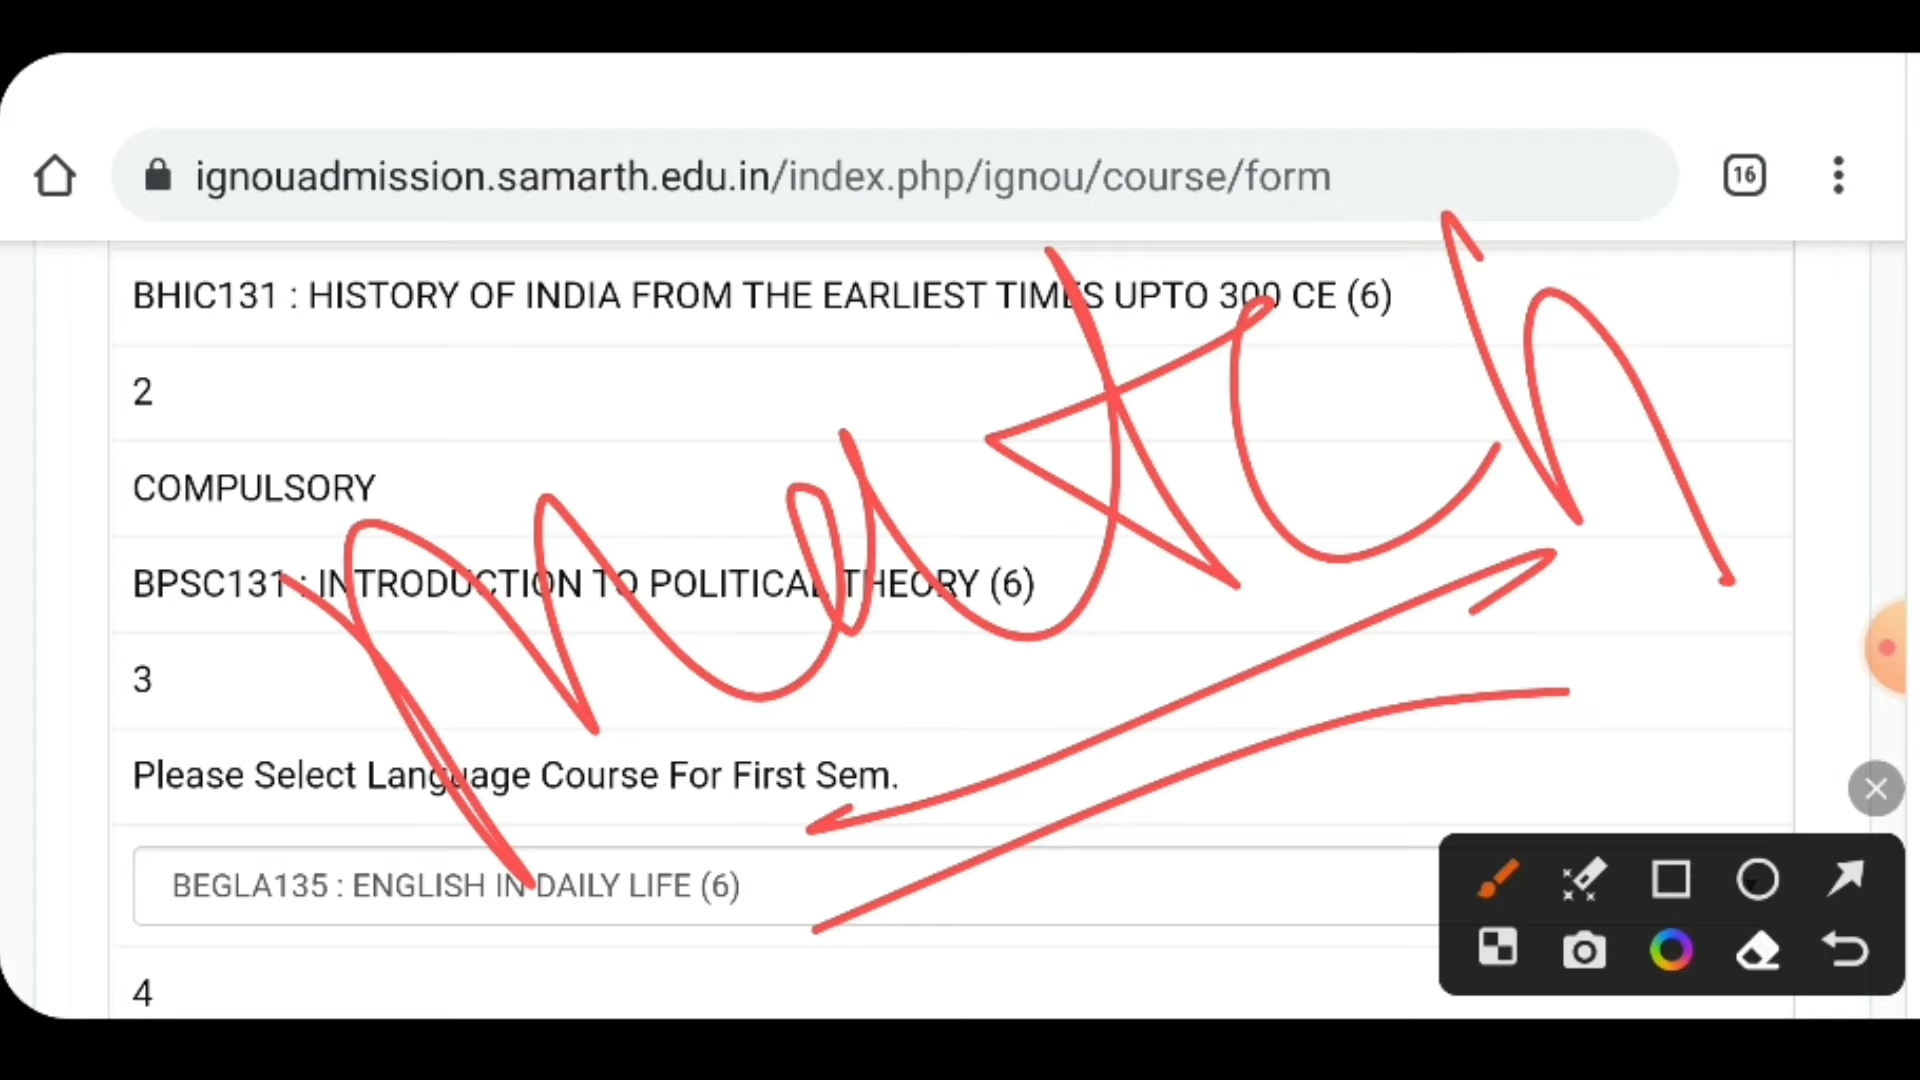 ignouadmission.samarth.edu.in/index.php/ignou/course/form
16
BHIC131 : HISTORY OF INDIA FROM THE EARLIEST TIMES UPTO 300 CE (6)
2
COMPULSORY
BPSC131 : INTRODUCTION TO POLITICAL THEORY (6)
3
Please Select Language Course For First Sem.
BEGLA135 : ENGLISH IN DAILY LIFE (6)
4
Match